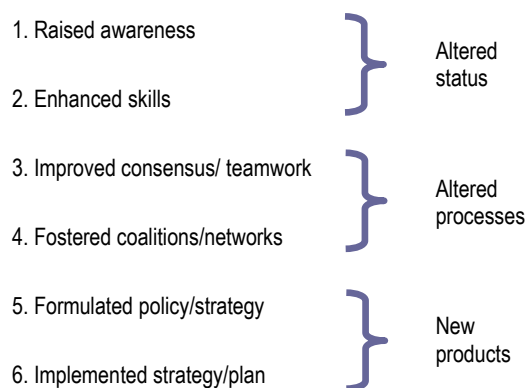 1. Raised awareness
2. Enhanced skills
Altered
status
3. Improved consensus/ teamwork
4. Fostered coalitions/networks
Altered
processes
5. Formulated policy/strategy
6. Implemented strategy/plan
New
products